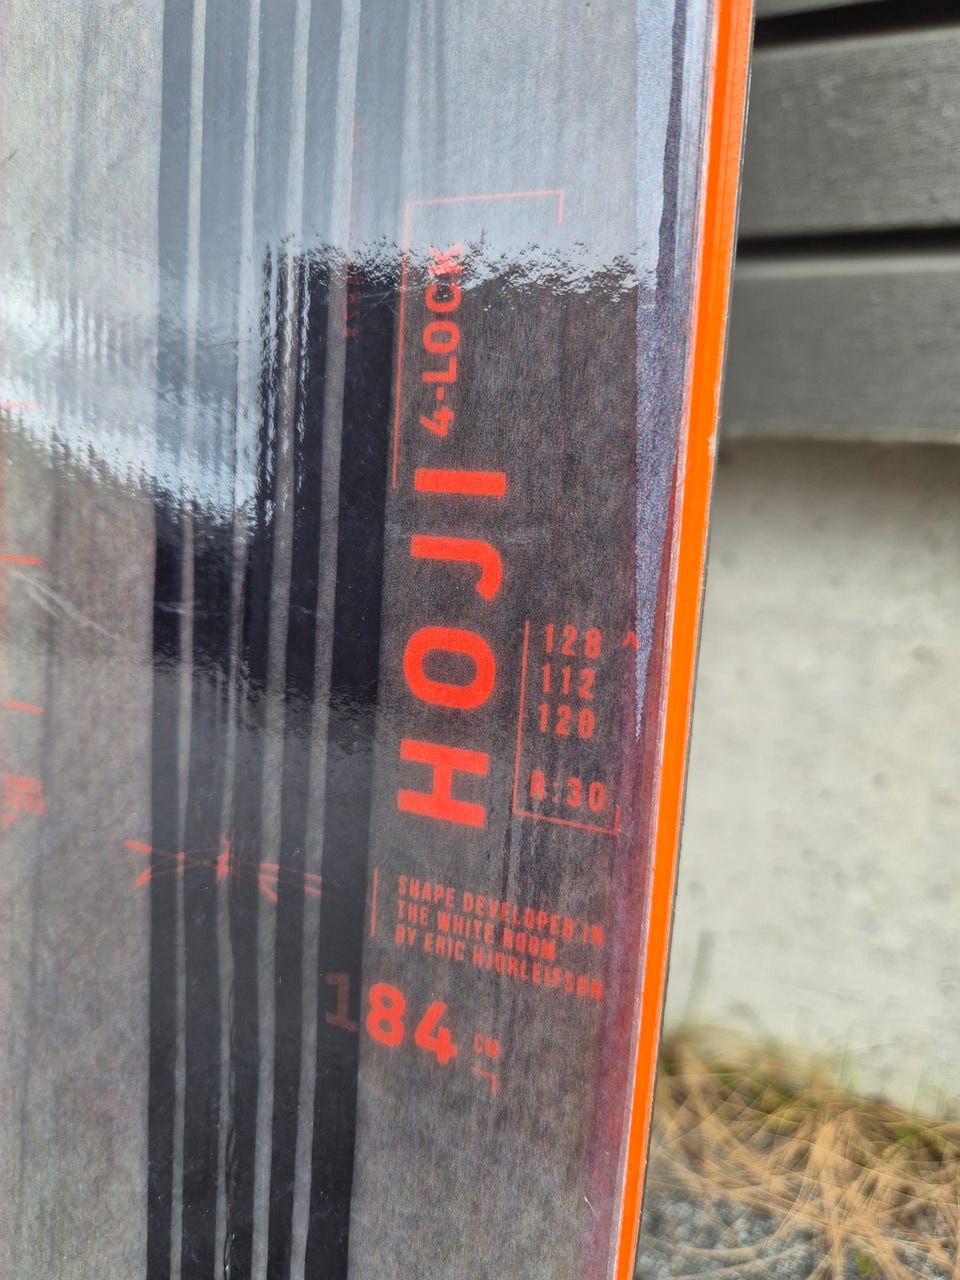 HOJI 4-LOCK
128
112
120
R:30
SHAPE DEVELOPED IN
THE WHITE ROOM
BY ERIC HJORLEIFSON
184 CM